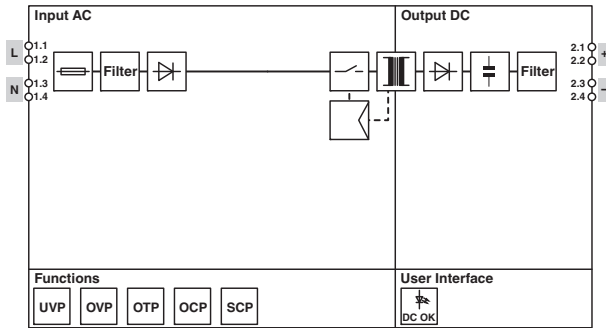 Input AC
Output DC
L
1.1
1.2
N
1.3
1.4
Filter
Filter
2.1
2.2
+
2.3
2.4
–
Functions
UVP
OVP
OTP
OCP
SCP
User Interface
DC OK